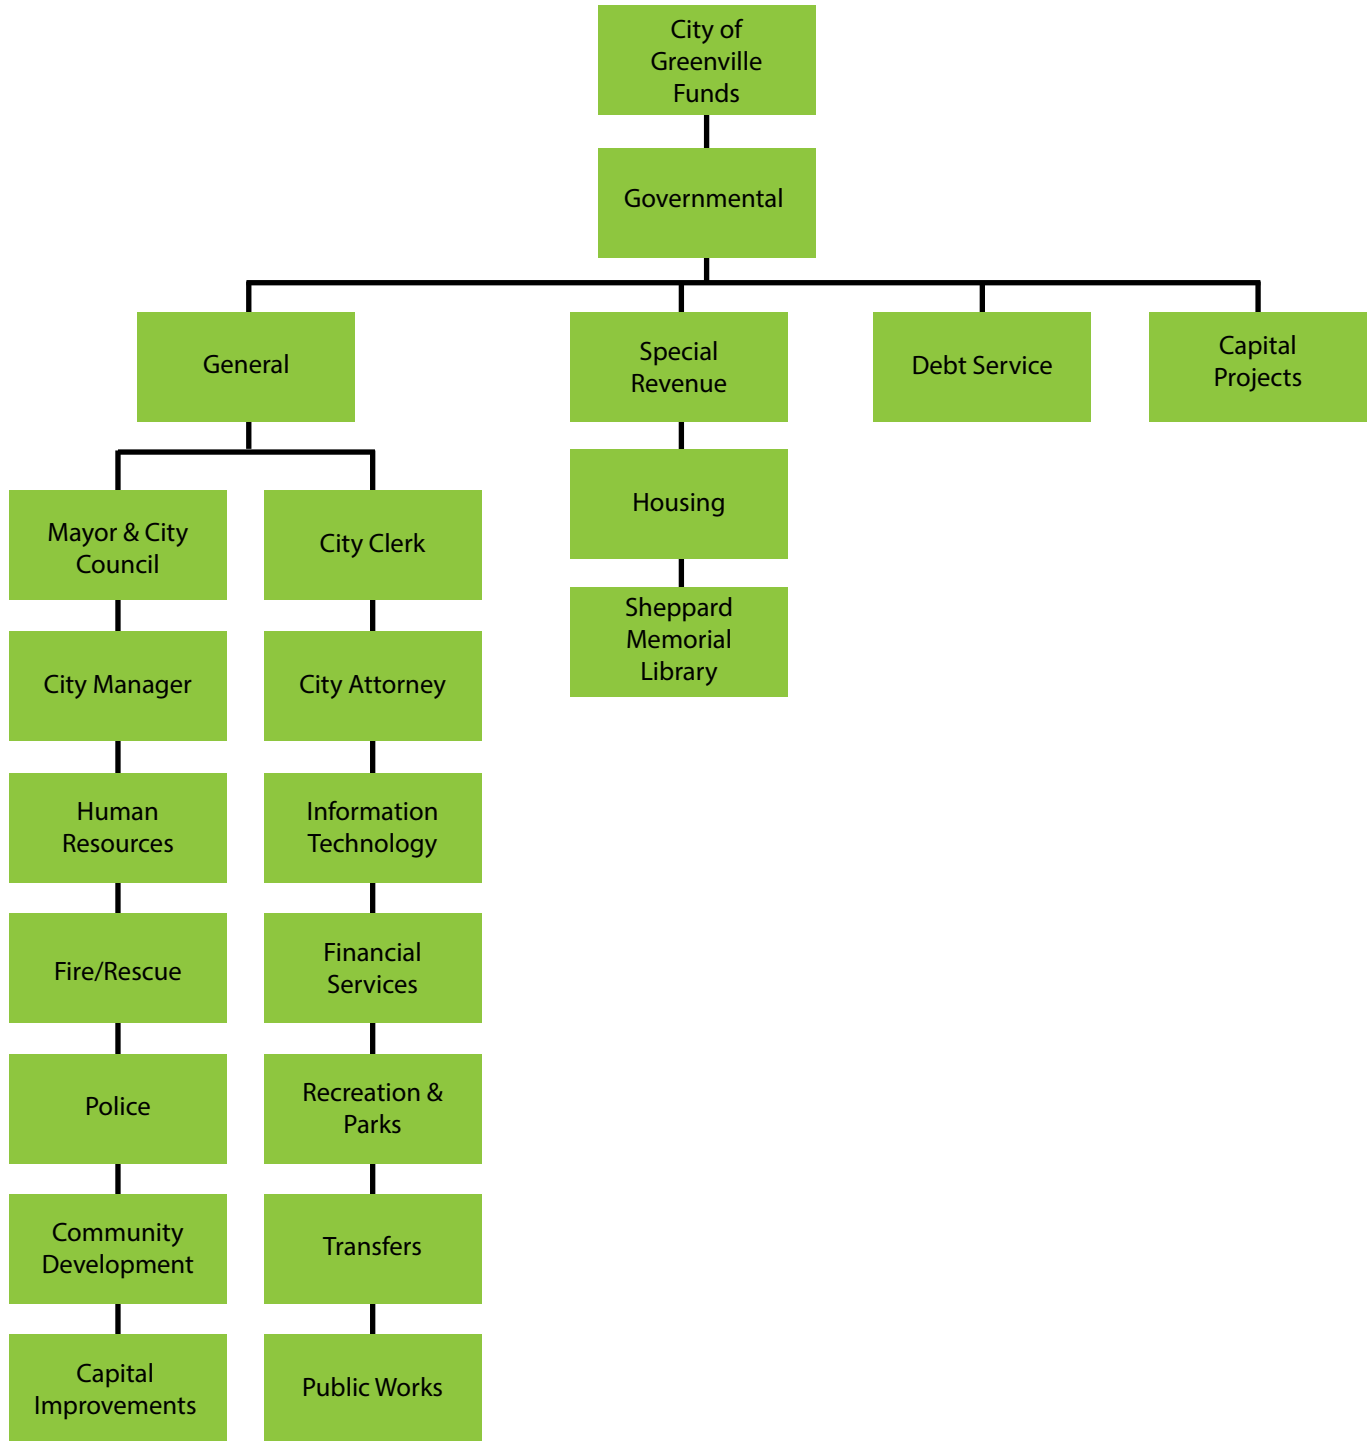 City of
Greenville
Funds
Governmental
General
Special
Revenue
Debt Service
Capital
Projects
Housing
Sheppard
Memorial
Library
Mayor & City
Council
City Clerk
City Manager
City Attorney
Human
Resources
Information
Technology
Fire/Rescue
Financial
Services
Police
Recreation &
Parks
Community
Development
Transfers
Capital
Improvements
Public Works